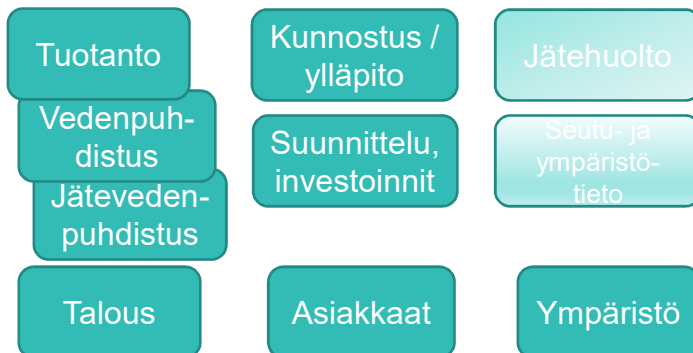 Tuotanto
Vedenpuh-
distus
Jäteveden-
puhdistus
Kunnostus /
ylläpito
Suunnittelu,
investoinnit
Jätehuolto
Seutu- ja
ympäristö-
tieto
Talous
Asiakkaat
Ympäristö